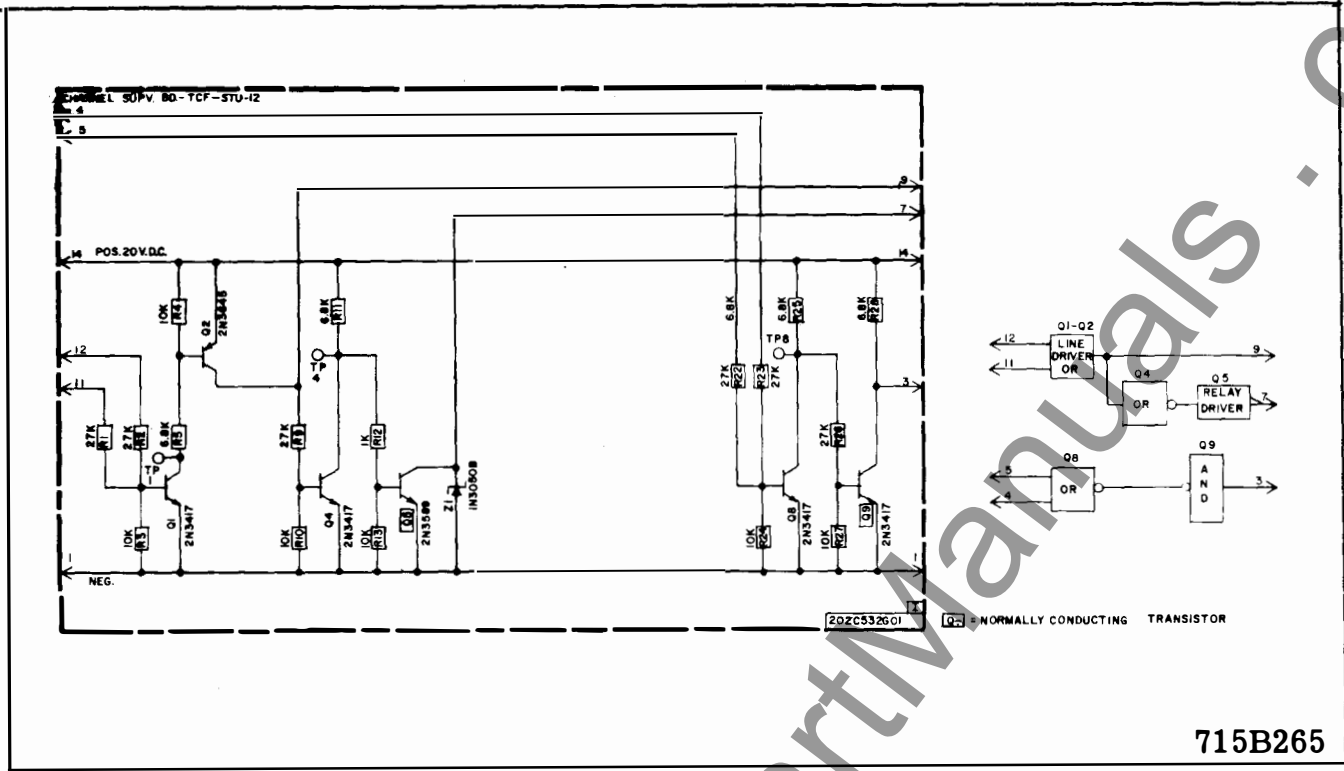 CHANNEL SUPV. BD.-TCF-STU-12
4
5
9
7
14 POS. 20 V.D.C. 14
10K R4
Q2
2N3645
6.8K R11
6.8K R25
6.8K R28
12
11
TP 4
TP8
3
27K R1
27K R2
6.8K R5
TP 1
27K R9
1K R12
27K R22
R23 27K
27K R26
Q1
2N3417
Q4
2N3417
2N3589
Z1
1N3050B
Q8
2N3417
Q9
2N3417
10K R3
10K R10
10K R13
10K R24
10K R27
1
NEG.
1
202C532G01
Q- = NORMALLY CONDUCTING TRANSISTOR
Q1-Q2
12
11
LINE
DRIVER
OR
9
Q4
OR
Q5
RELAY
DRIVER
7
5
4
Q8
OR
Q9
AND
3
715B265